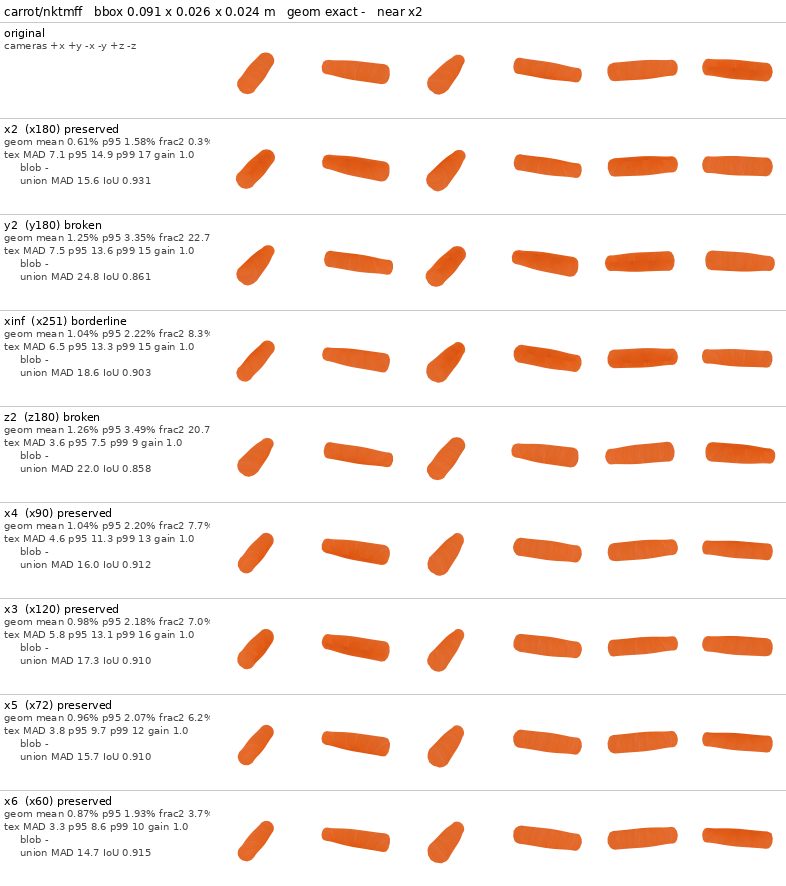 carrot/nktmff   bbox 0.091 x 0.026 x 0.024 m   geom exact -   near x2
original
cameras +x +y -x -y +z -z
x2  (x180) preserved
geom mean 0.61% p95 1.58% frac2 0.3%
tex MAD 7.1 p95 14.9 p99 17 gain 1.0
blob -
union MAD 15.6 IoU 0.931
y2  (y180) broken
geom mean 1.25% p95 3.35% frac2 22.7
tex MAD 7.5 p95 13.6 p99 15 gain 1.0
blob -
union MAD 24.8 IoU 0.861
xinf  (x251) borderline
geom mean 1.04% p95 2.22% frac2 8.3%
tex MAD 6.5 p95 13.3 p99 15 gain 1.0
blob -
union MAD 18.6 IoU 0.903
z2  (z180) broken
geom mean 1.26% p95 3.49% frac2 20.7
tex MAD 3.6 p95 7.5 p99 9 gain 1.0
blob -
union MAD 22.0 IoU 0.858
x4  (x90) preserved
geom mean 1.04% p95 2.20% frac2 7.7%
tex MAD 4.6 p95 11.3 p99 13 gain 1.0
blob -
union MAD 16.0 IoU 0.912
x3  (x120) preserved
geom mean 0.98% p95 2.18% frac2 7.0%
tex MAD 5.8 p95 13.1 p99 16 gain 1.0
blob -
union MAD 17.3 IoU 0.910
x5  (x72) preserved
geom mean 0.96% p95 2.07% frac2 6.2%
tex MAD 3.8 p95 9.7 p99 12 gain 1.0
blob -
union MAD 15.7 IoU 0.910
x6  (x60) preserved
geom mean 0.87% p95 1.93% frac2 3.7%
tex MAD 3.3 p95 8.6 p99 10 gain 1.0
blob -
union MAD 14.7 IoU 0.915